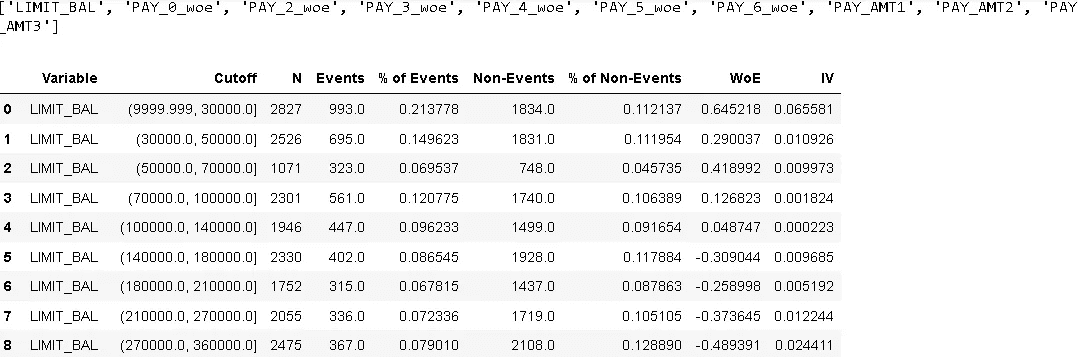 ['LIMIT_BAL', 'PAY_0_woe', 'PAY_2_woe', 'PAY_3_woe', 'PAY_4_woe', 'PAY_5_woe', 'PAY_6_woe', 'PAY_AMT1', 'PAY_AMT2', 'PAY
_AMT3']
Variable Cutoff N Events % of Events Non-Events % of Non-Events WoE IV
0 LIMIT_BAL (9999.999, 30000.0] 2827 993.0 0.213778 1834.0 0.112137 0.645218 0.065581
1 LIMIT_BAL (30000.0, 50000.0] 2526 695.0 0.149623 1831.0 0.111954 0.290037 0.010926
2 LIMIT_BAL (50000.0, 70000.0] 1071 323.0 0.069537 748.0 0.045735 0.418992 0.009973
3 LIMIT_BAL (70000.0, 100000.0] 2301 561.0 0.120775 1740.0 0.106389 0.126823 0.001824
4 LIMIT_BAL (100000.0, 140000.0] 1946 447.0 0.096233 1499.0 0.091654 0.048747 0.000223
5 LIMIT_BAL (140000.0, 180000.0] 2330 402.0 0.086545 1928.0 0.117884 -0.309044 0.009685
6 LIMIT_BAL (180000.0, 210000.0] 1752 315.0 0.067815 1437.0 0.087863 -0.258998 0.005192
7 LIMIT_BAL (210000.0, 270000.0] 2055 336.0 0.072336 1719.0 0.105105 -0.373645 0.012244
8 LIMIT_BAL (270000.0, 360000.0] 2475 367.0 0.079010 2108.0 0.128890 -0.489391 0.024411